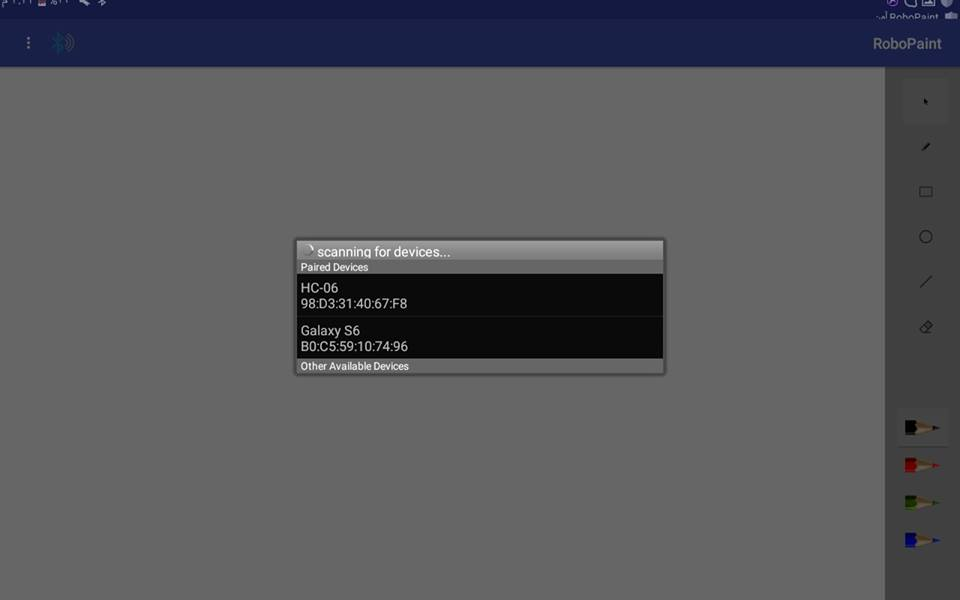 RoboPaint
RoboPaint
scanning for devices...
Paired Devices
HC-06
98:D3:31:40:67:F8
Galaxy S6
B0:C5:59:10:74:96
Other Available Devices